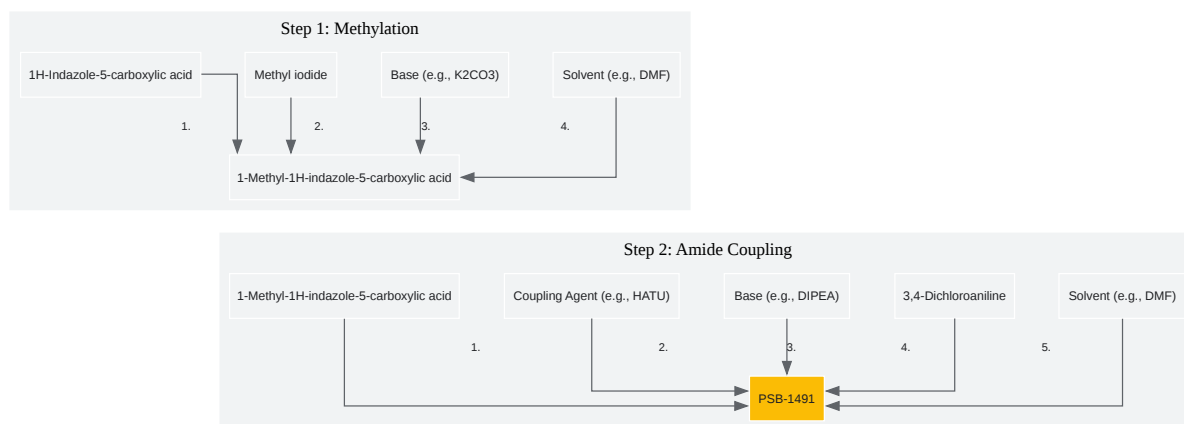 Step 1: Methylation
1H-Indazole-5-carboxylic acid
Methyl iodide
Base (e.g., K2CO3)
Solvent (e.g., DMF)
1.
2.
3.
4.
1-Methyl-1H-indazole-5-carboxylic acid
Step 2: Amide Coupling
1-Methyl-1H-indazole-5-carboxylic acid
Coupling Agent (e.g., HATU)
Base (e.g., DIPEA)
3,4-Dichloroaniline
Solvent (e.g., DMF)
1.
2.
3.
4.
5.
PSB-1491